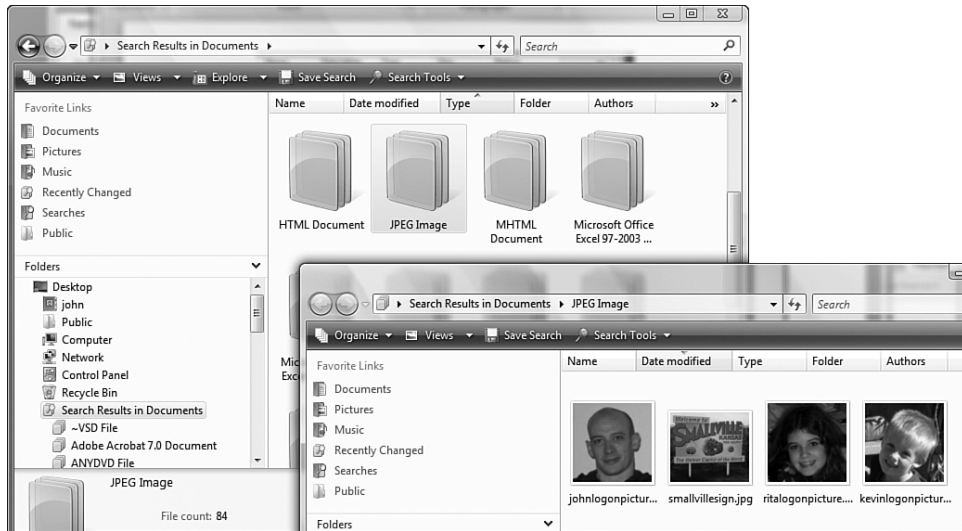 Search Results in Documents
Search
Organize
Views
Explore
Save Search
Search Tools
?
Favorite Links
Documents
Pictures
Music
Recently Changed
Searches
Public
Folders
Desktop
john
Public
Computer
Network
Control Panel
Recycle Bin
Search Results in Documents
~VSD File
Adobe Acrobat 7.0 Document
ANYDVD File
Name Date modified Type Folder Authors »
HTML Document
JPEG Image
MHTML
Document
Microsoft Office
Excel 97-2003 ...
JPEG Image
File count: 84
Search Results in Documents JPEG Image
Search
Organize
Views
Save Search
Search Tools
Favorite Links
Documents
Pictures
Music
Recently Changed
Searches
Public
Folders
Name Date modified Type Folder Authors
Welcome to
SMALLVILLE
KANSAS
johnlogonpictur...
smallvillesign.jpg
ritalogonpicture....
kevinlogonpictur...